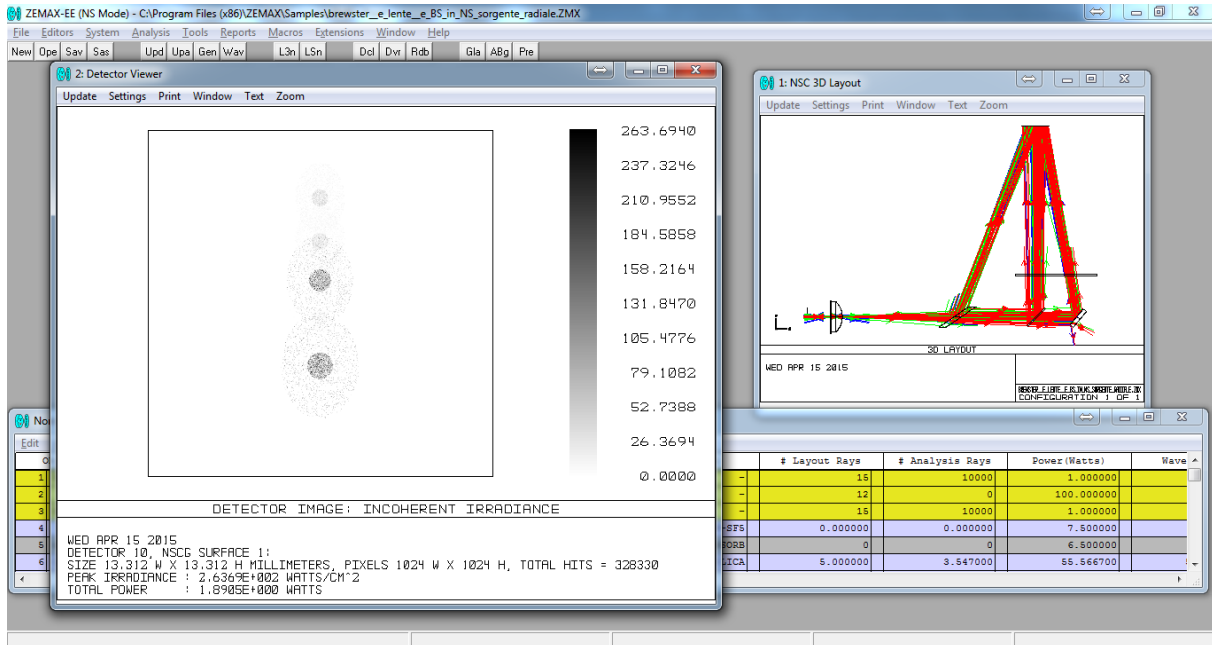 ZEMAX-EE (NS Mode) - C:\Program Files (x86)\ZEMAX\Samples\brewster__e_lente__e_BS_in_NS_sorgente_radiale.ZMX
File Editors System Analysis Tools Reports Macros Extensions Window Help
New Ope Sav Sas Upd Upa Gen Wav L3n LSn Dcl Dvr Rdb Gla ABg Pre
2: Detector Viewer
Update Settings Print Window Text Zoom
263.6940
237.3246
210.9552
184.5858
158.2164
131.8470
105.4776
79.1082
52.7388
26.3694
0.0000
DETECTOR IMAGE: INCOHERENT IRRADIANCE
WED APR 15 2015
DETECTOR 10, NSCG SURFACE 1:
SIZE 13.312 W X 13.312 H MILLIMETERS, PIXELS 1024 W X 1024 H, TOTAL HITS = 328330
PEAK IRRADIANCE : 2.6369E+002 WATTS/CM^2
TOTAL POWER : 1.8905E+000 WATTS
1: NSC 3D Layout
Update Settings Print Window Text Zoom
3D LAYOUT
WED APR 15 2015
CONFIGURATION 1 OF 1
Edit
# Layout Rays # Analysis Rays Power(Watts) Wave
1 - 15 10000 1.000000
2 - 12 0 100.000000
3 - 15 10000 1.000000
4 -SF5 0.000000 0.000000 7.500000
5 SORB 0 0 6.500000
6 LICA 5.000000 3.547000 55.566700